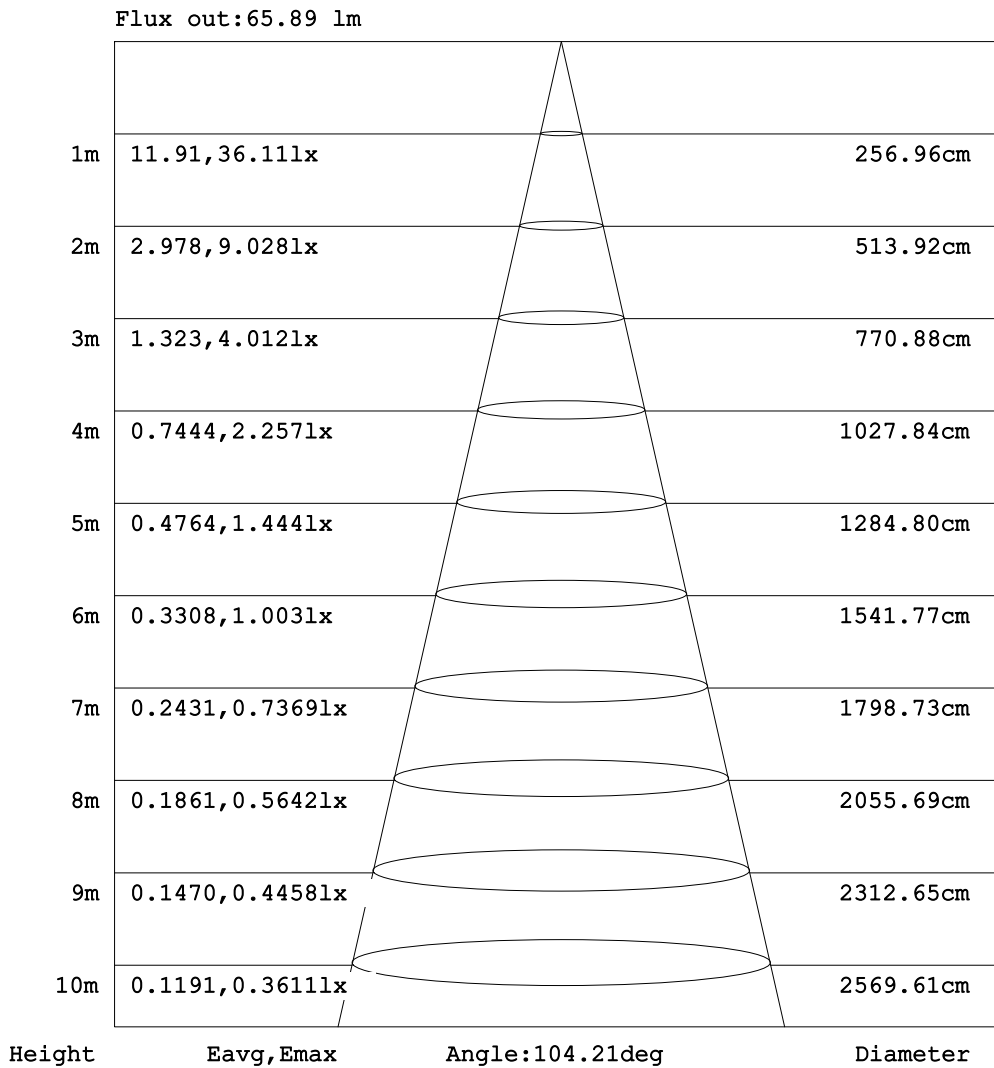 Flux out:65.89 lm
1m 11.91,36.11lx 256.96cm
2m 2.978,9.028lx 513.92cm
3m 1.323,4.012lx 770.88cm
4m 0.7444,2.257lx 1027.84cm
5m 0.4764,1.444lx 1284.80cm
6m 0.3308,1.003lx 1541.77cm
7m 0.2431,0.7369lx 1798.73cm
8m 0.1861,0.5642lx 2055.69cm
9m 0.1470,0.4458lx 2312.65cm
10m 0.1191,0.3611lx 2569.61cm
Height Eavg,Emax Angle:104.21deg Diameter